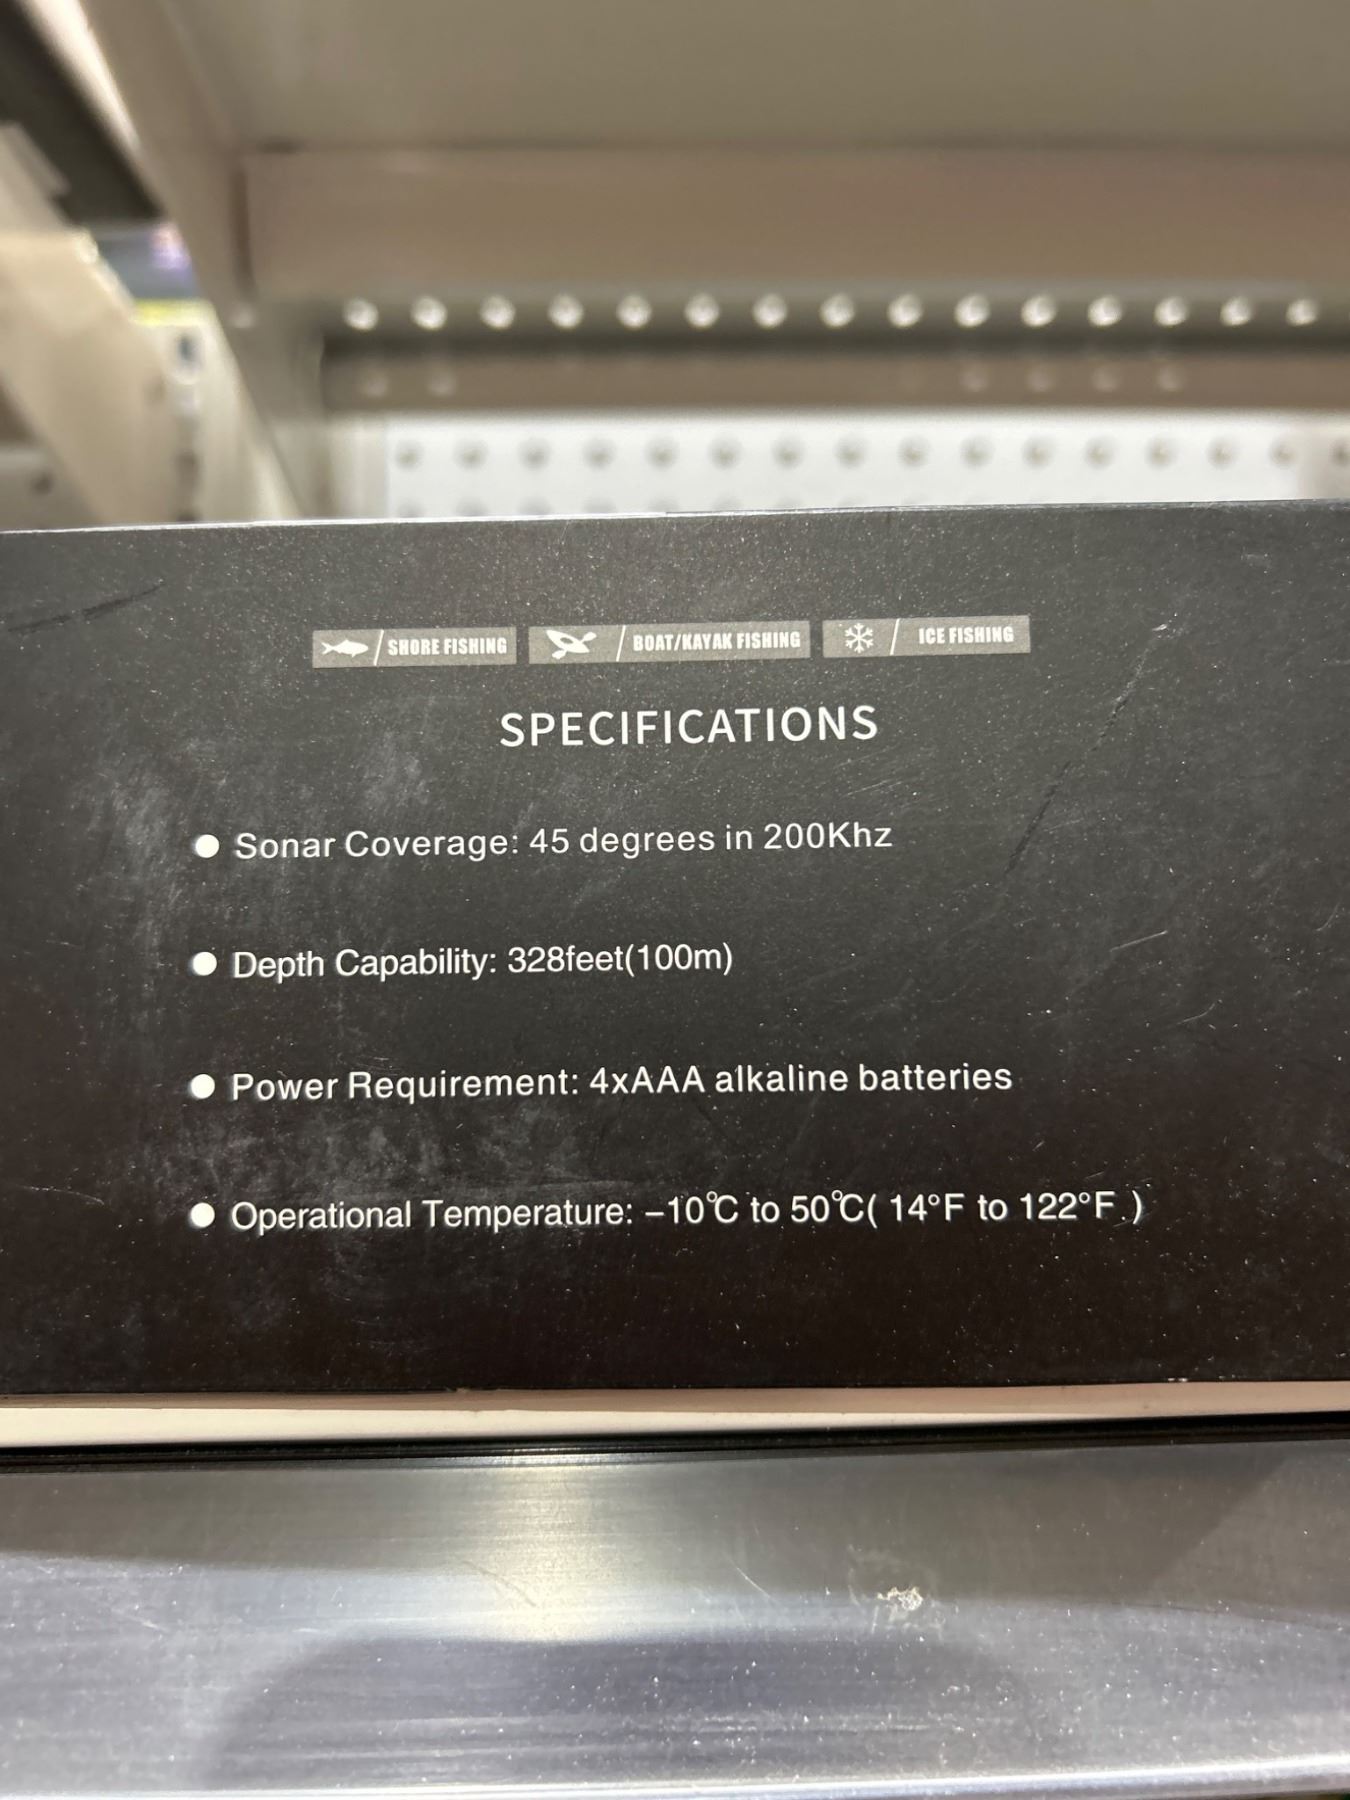 SHORE FISHING BOAT/KAYAK FISHING ICE FISHING
SPECIFICATIONS
● Sonar Coverage: 45 degrees in 200Khz
● Depth Capability: 328feet(100m)
● Power Requirement: 4xAAA alkaline batteries
● Operational Temperature: –10℃ to 50℃( 14°F to 122°F )